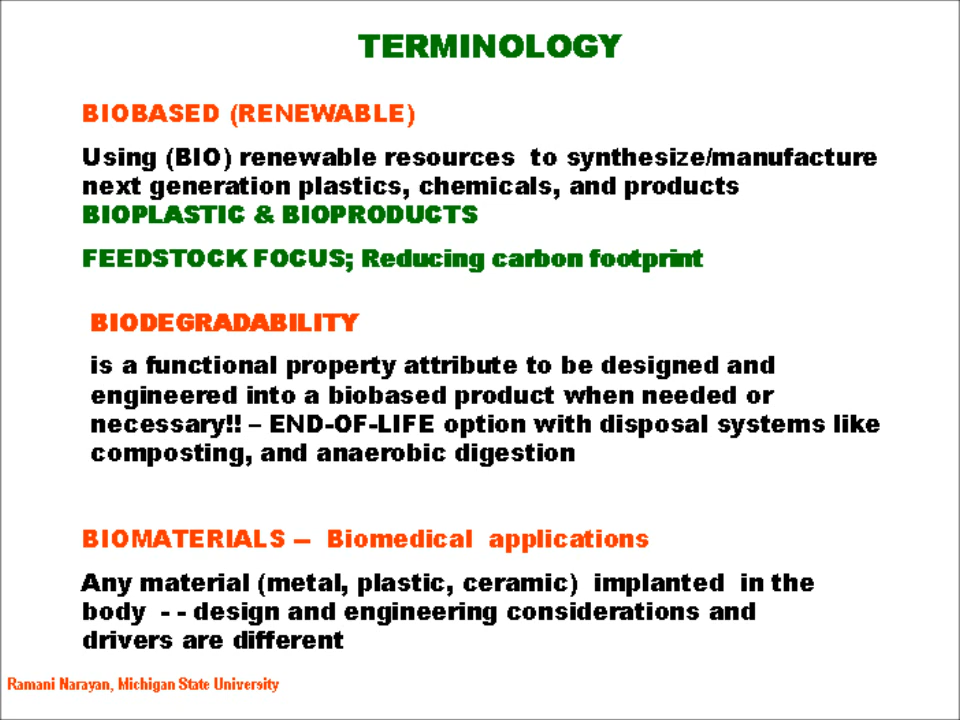 TERMINOLOGY
BIOBASED (RENEWABLE)
Using (BIO) renewable resources to synthesize/manufacture
next generation plastics, chemicals, and products
BIOPLASTIC & BIOPRODUCTS
FEEDSTOCK FOCUS; Reducing carbon footprint
BIODEGRADABILITY
is a functional property attribute to be designed and
engineered into a biobased product when needed or
necessary!! – END-OF-LIFE option with disposal systems like
composting, and anaerobic digestion
BIOMATERIALS – Biomedical applications
Any material (metal, plastic, ceramic) implanted in the
body - - design and engineering considerations and
drivers are different
Ramani Narayan, Michigan State University